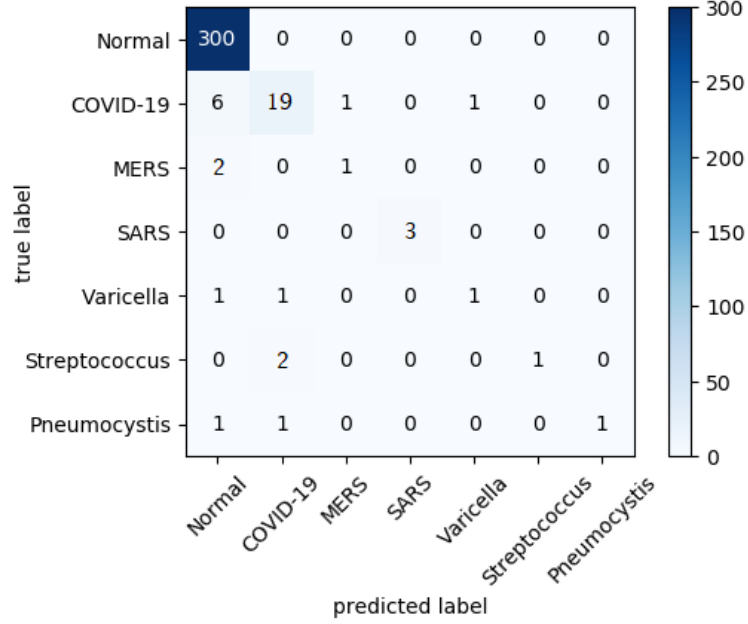 Normal 300 0 0 0 0 0 0 300
COVID-19 6 19 1 0 1 0 0 250
MERS 2 0 1 0 0 0 0 200
true label
SARS 0 0 0 3 0 0 0 150
Varicella 1 1 0 0 1 0 0 100
Streptococcus 0 2 0 0 0 1 0 50
Pneumocystis 1 1 0 0 0 0 1 0
Normal COVID-19 MERS SARS Varicella Streptococcus Pneumocystis
predicted label